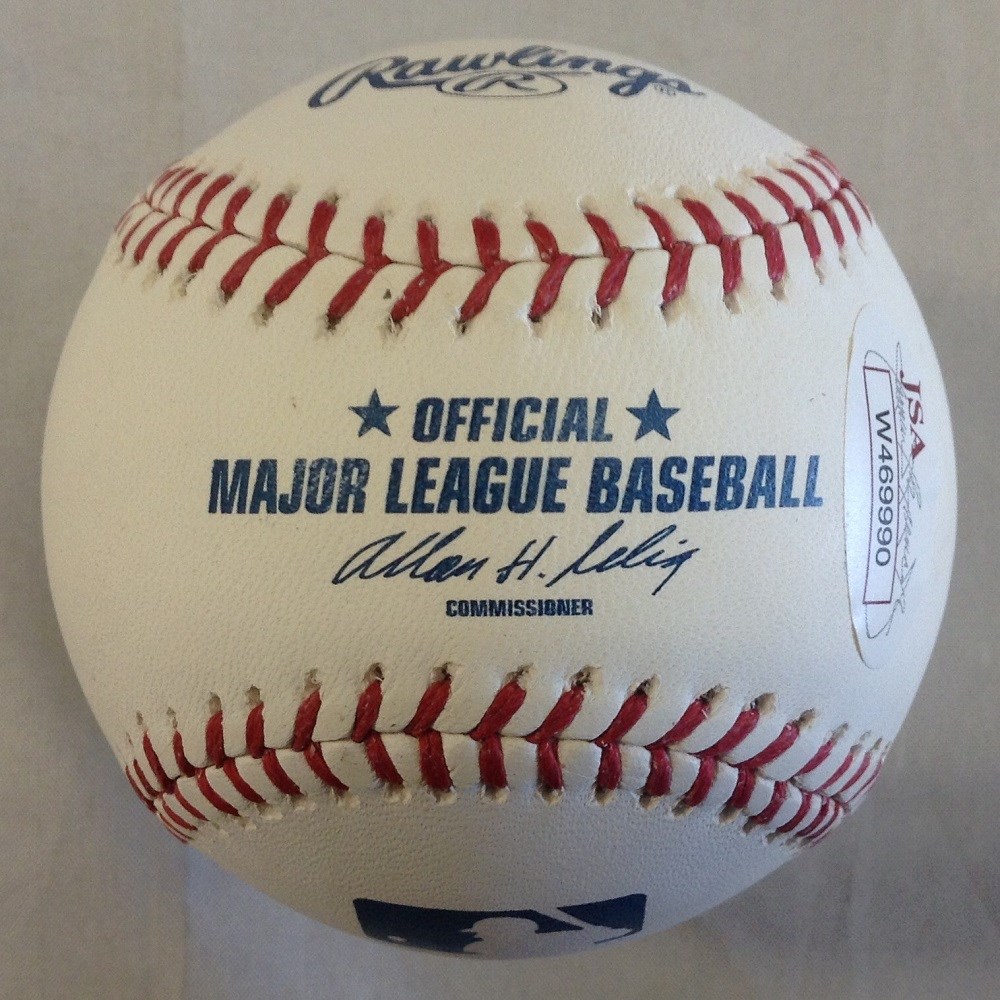 Rawlings
R
OFFICIAL
MAJOR LEAGUE BASEBALL
Allan H. Selig
COMMISSIONER
JSA
W469990